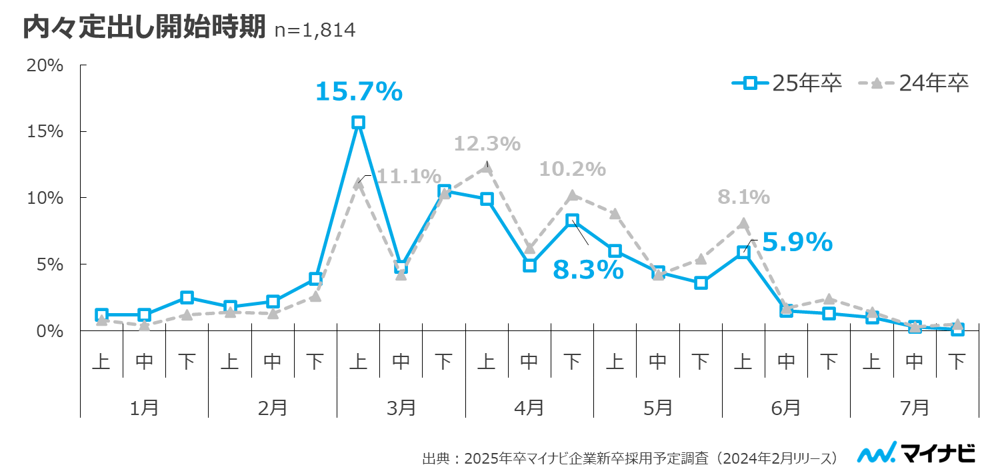 内々定出し開始時期 n=1,814
20%
15%
10%
5%
0%
25年卒 24年卒
15.7%
12.3%
11.1%
10.2%
8.1%
5.9%
8.3%
上 中 下 上 中 下 上 中 下 上 中 下 上 中 下 上 中 下 上 中 下
1月 2月 3月 4月 5月 6月 7月
出典：2025年卒マイナビ企業新卒採用予定調査（2024年2月リリース）
マイナビ